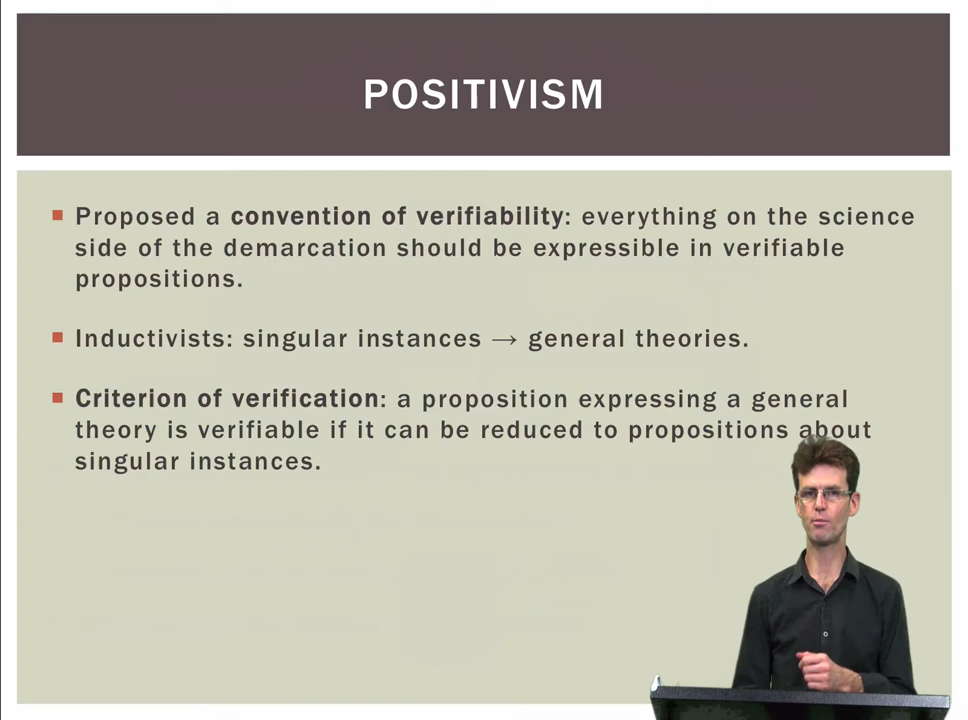 POSITIVISM
Proposed a convention of verifiability: everything on the science
side of the demarcation should be expressible in verifiable
propositions.
Inductivists: singular instances → general theories.
Criterion of verification: a proposition expressing a general
theory is verifiable if it can be reduced to propositions about
singular instances.